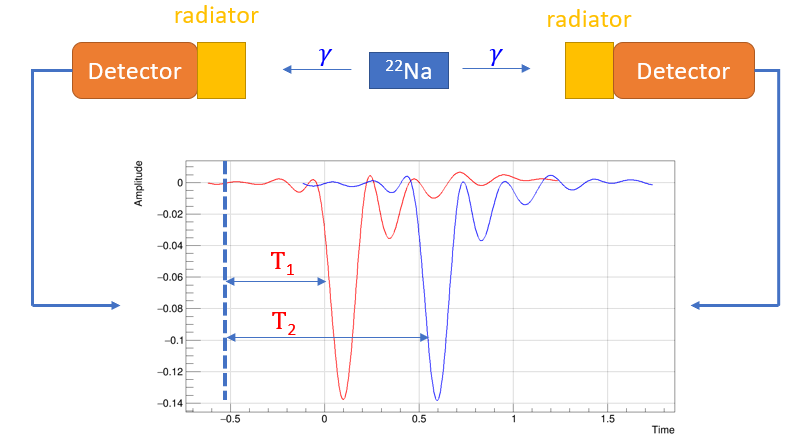 radiator
radiator
Detector
γ
²²Na
γ
Detector
Amplitude
0
−0.02
−0.04
−0.06
−0.08
−0.1
−0.12
−0.14
T₁
T₂
−0.5
0
0.5
1
1.5
Time